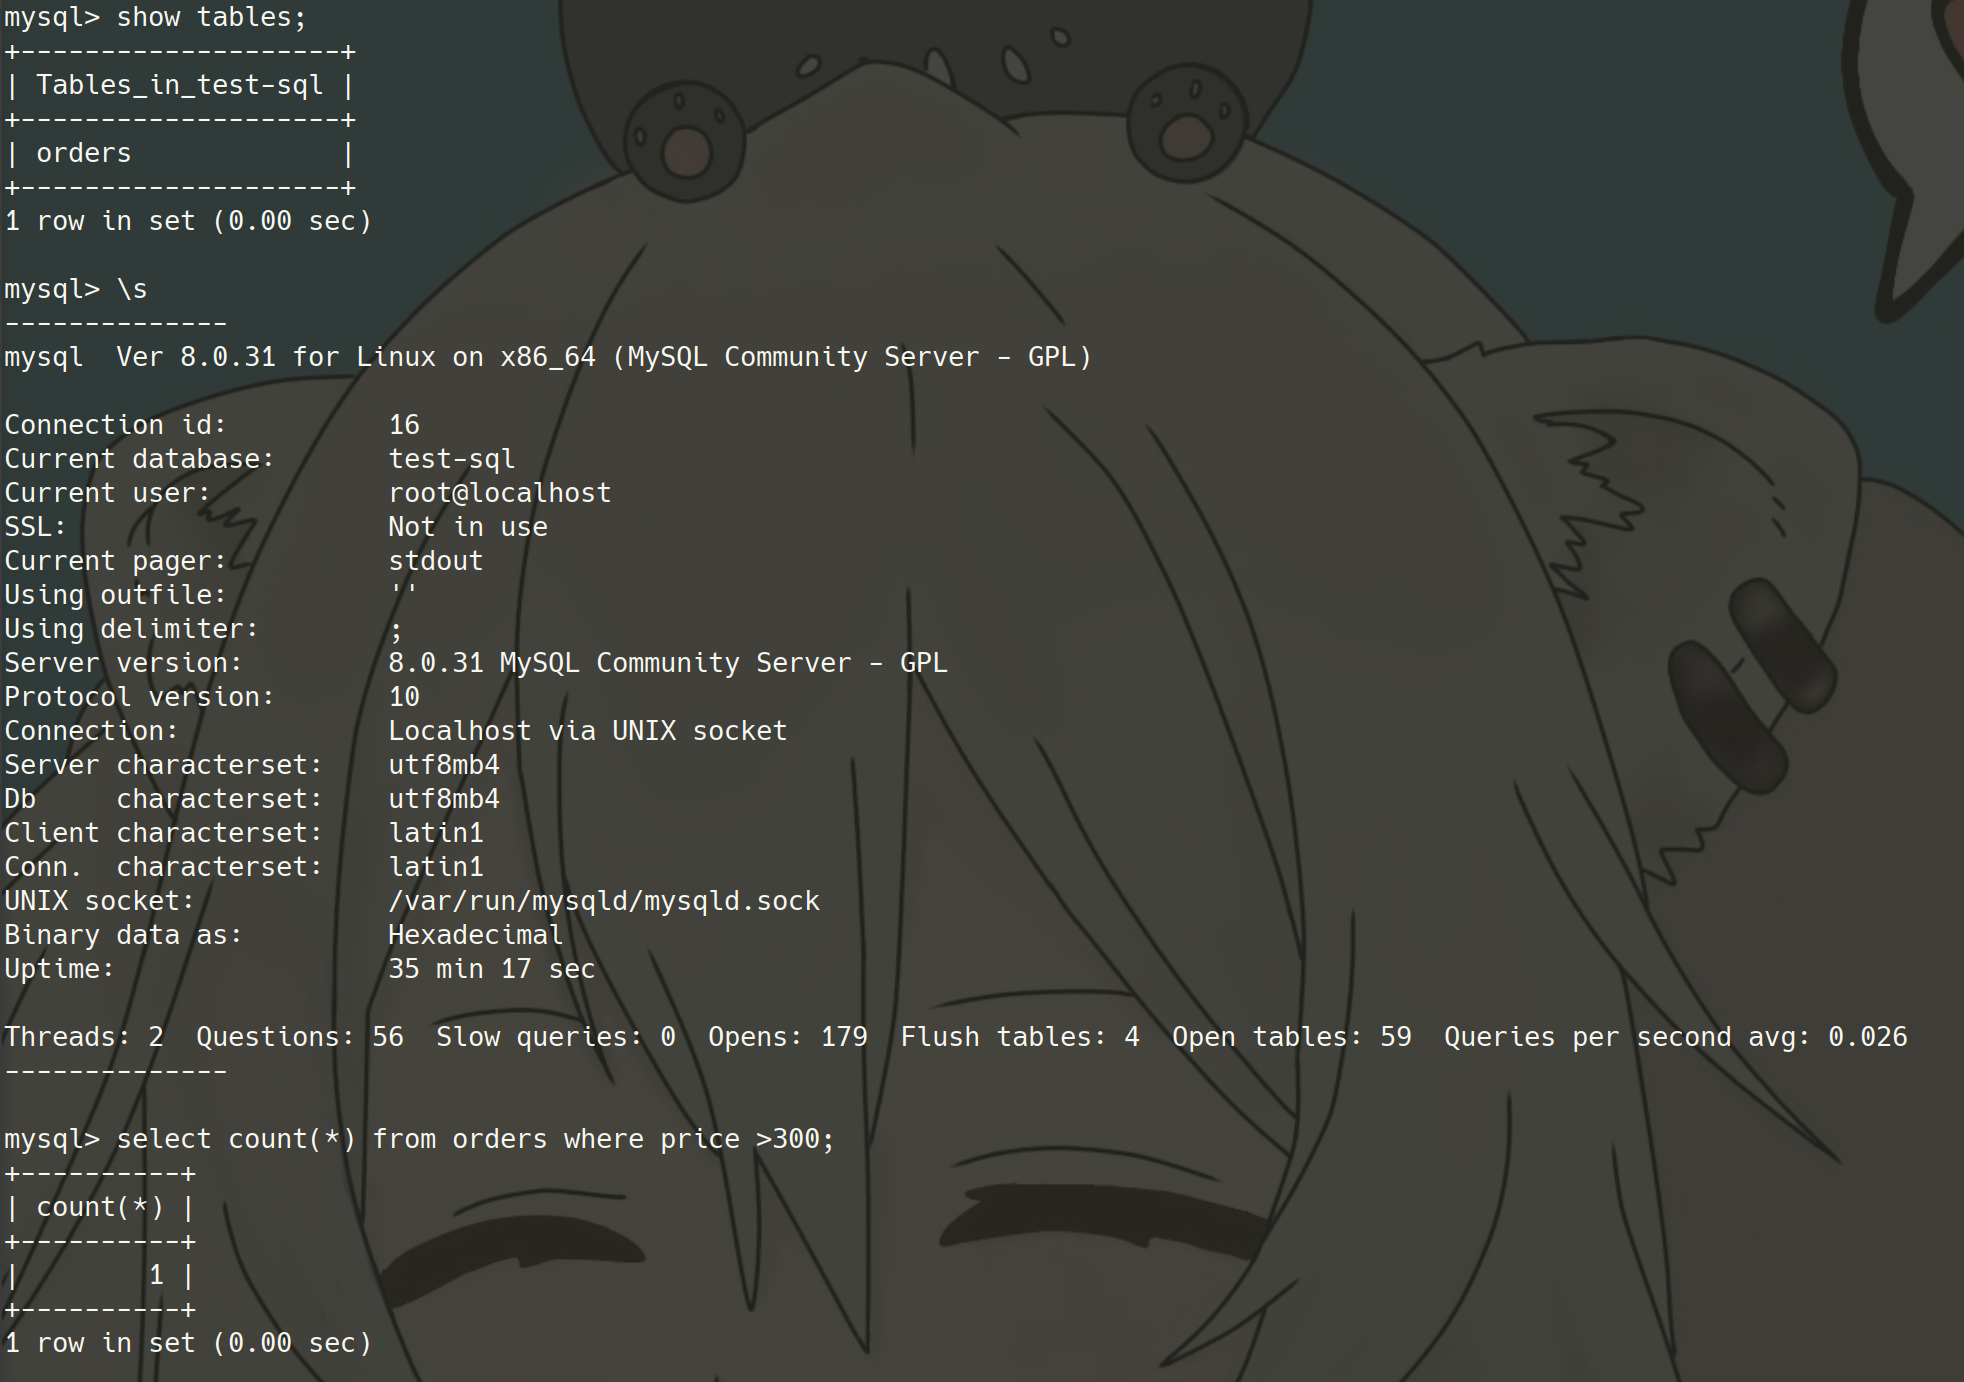 mysql> show tables;
+--------------------+
| Tables_in_test-sql |
+--------------------+
| orders             |
+--------------------+
1 row in set (0.00 sec)

mysql> \s
--------------
mysql  Ver 8.0.31 for Linux on x86_64 (MySQL Community Server - GPL)

Connection id:          16
Current database:       test-sql
Current user:           root@localhost
SSL:                    Not in use
Current pager:          stdout
Using outfile:          ''
Using delimiter:        ;
Server version:         8.0.31 MySQL Community Server - GPL
Protocol version:       10
Connection:             Localhost via UNIX socket
Server characterset:    utf8mb4
Db     characterset:    utf8mb4
Client characterset:    latin1
Conn.  characterset:    latin1
UNIX socket:            /var/run/mysqld/mysqld.sock
Binary data as:         Hexadecimal
Uptime:                 35 min 17 sec

Threads: 2  Questions: 56  Slow queries: 0  Opens: 179  Flush tables: 4  Open tables: 59  Queries per second avg: 0.026
--------------

mysql> select count(*) from orders where price >300;
+----------+
| count(*) |
+----------+
|        1 |
+----------+
1 row in set (0.00 sec)